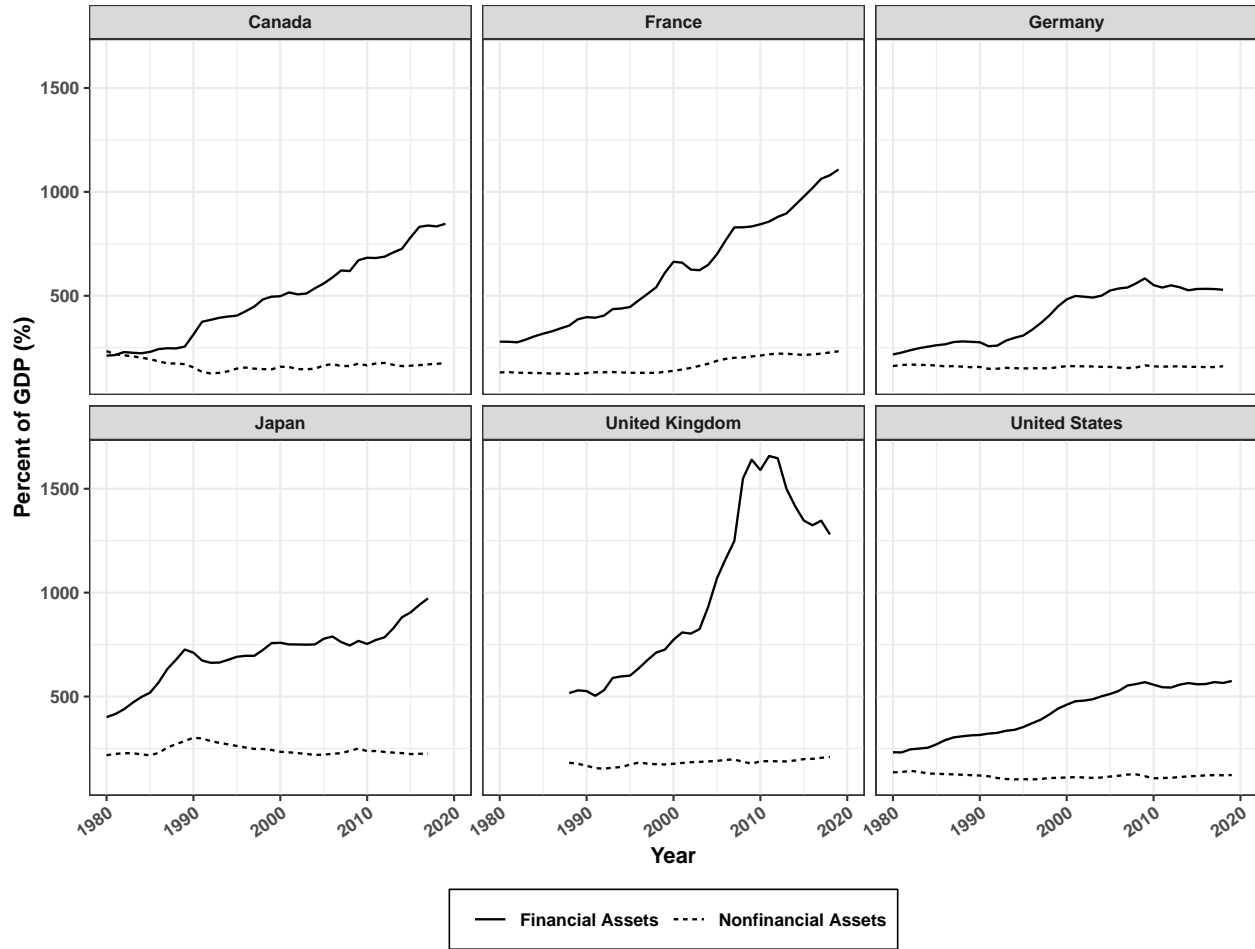 Canada
France
Germany
1500
1000
500
Japan
United Kingdom
United States
1500
1000
500
Percent of GDP (%)
1980 1990 2000 2010 2020
1980 1990 2000 2010 2020
1980 1990 2000 2010 2020
Year
Financial Assets
Nonfinancial Assets